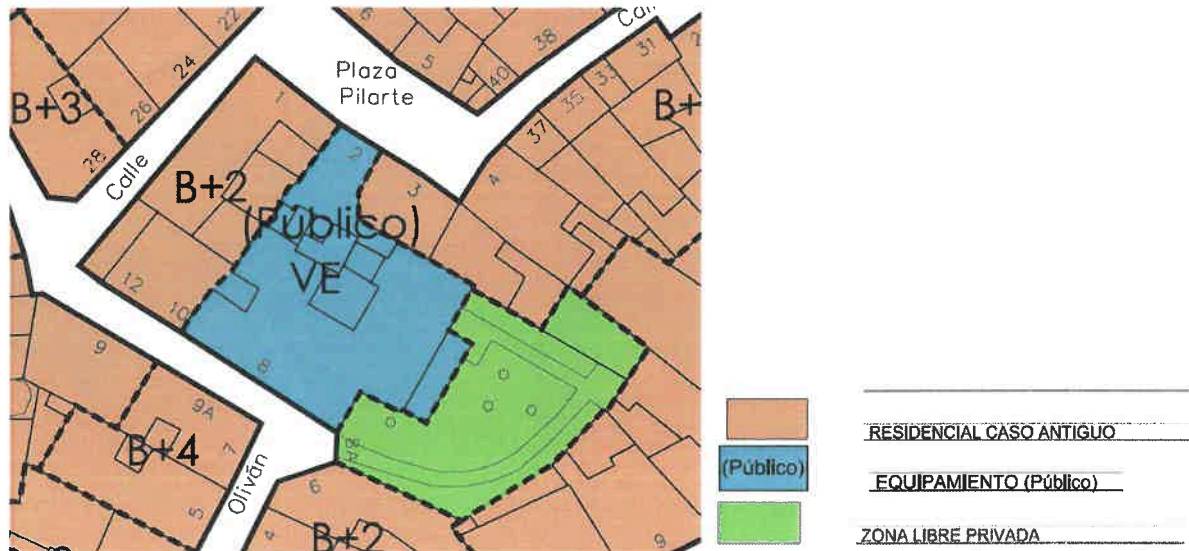 6
5
38
40
31
33
35
37
22
24
26
28
Plaza
Pilarte
B+3
B+
Calle
1
2
3
4
B+2
(Público)
VE
12
10
8
8A
9
9A
7
5
B+4
Oliván
6
4
B+2
9
(Público)
RESIDENCIAL CASO ANTIGUO
EQUIPAMIENTO (Público)
ZONA LIBRE PRIVADA